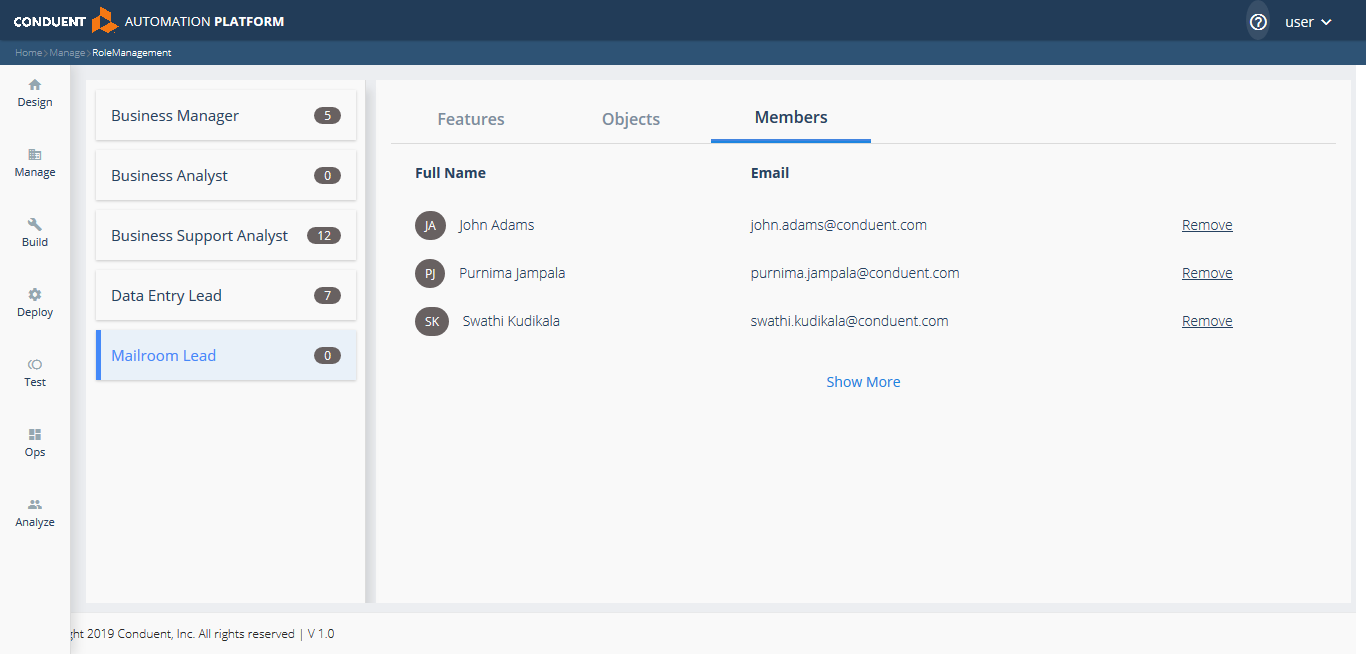 CONDUENT AUTOMATION PLATFORM
user
Home > Manage > RoleManagement
Design
Manage
Build
Deploy
Test
Ops
Analyze
Business Manager 5
Business Analyst 0
Business Support Analyst 12
Data Entry Lead 7
Mailroom Lead 0
Features Objects Members
Full Name Email
JA John Adams john.adams@conduent.com Remove
PJ Purnima Jampala purnima.jampala@conduent.com Remove
SK Swathi Kudikala swathi.kudikala@conduent.com Remove
Show More
ght 2019 Conduent, Inc. All rights reserved | V 1.0